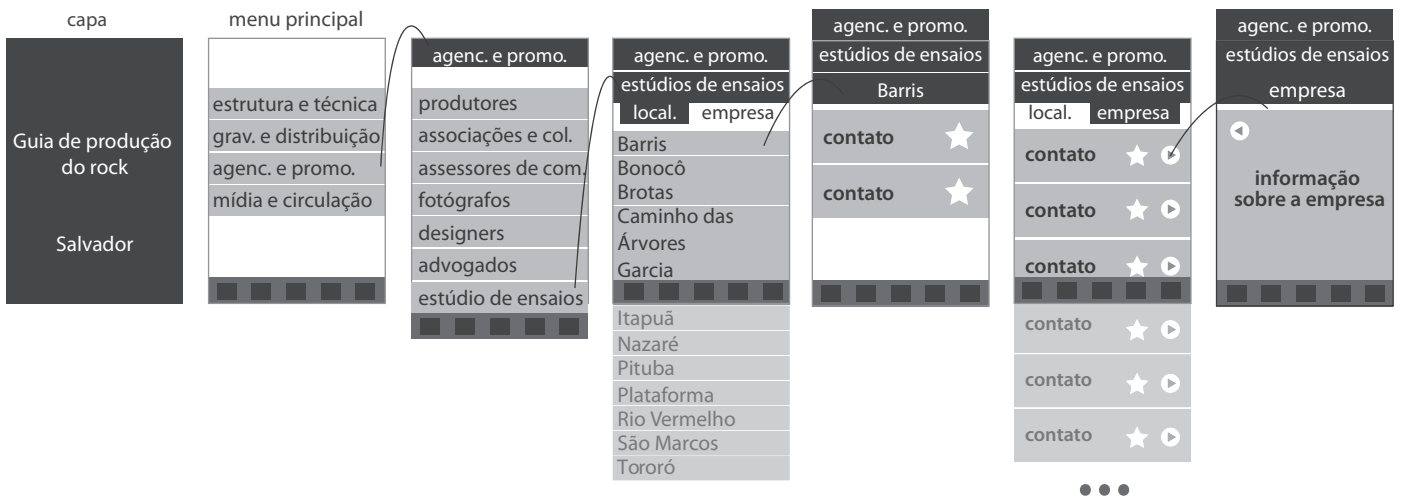 capa
Guia de produção
do rock
Salvador
menu principal
estrutura e técnica
grav. e distribuição
agenc. e promo.
mídia e circulação
agenc. e promo.
produtores
associações e col.
assessores de com.
fotógrafos
designers
advogados
estúdio de ensaios
agenc. e promo.
estúdios de ensaios
local. empresa
Barris
Bonocô
Brotas
Caminho das
Árvores
Garcia
Itapuã
Nazaré
Pituba
Plataforma
Rio Vermelho
São Marcos
Tororó
agenc. e promo.
estúdios de ensaios
Barris
contato
contato
agenc. e promo.
estúdios de ensaios
local. empresa
contato
contato
contato
contato
contato
contato
agenc. e promo.
estúdios de ensaios
empresa
informação
sobre a empresa